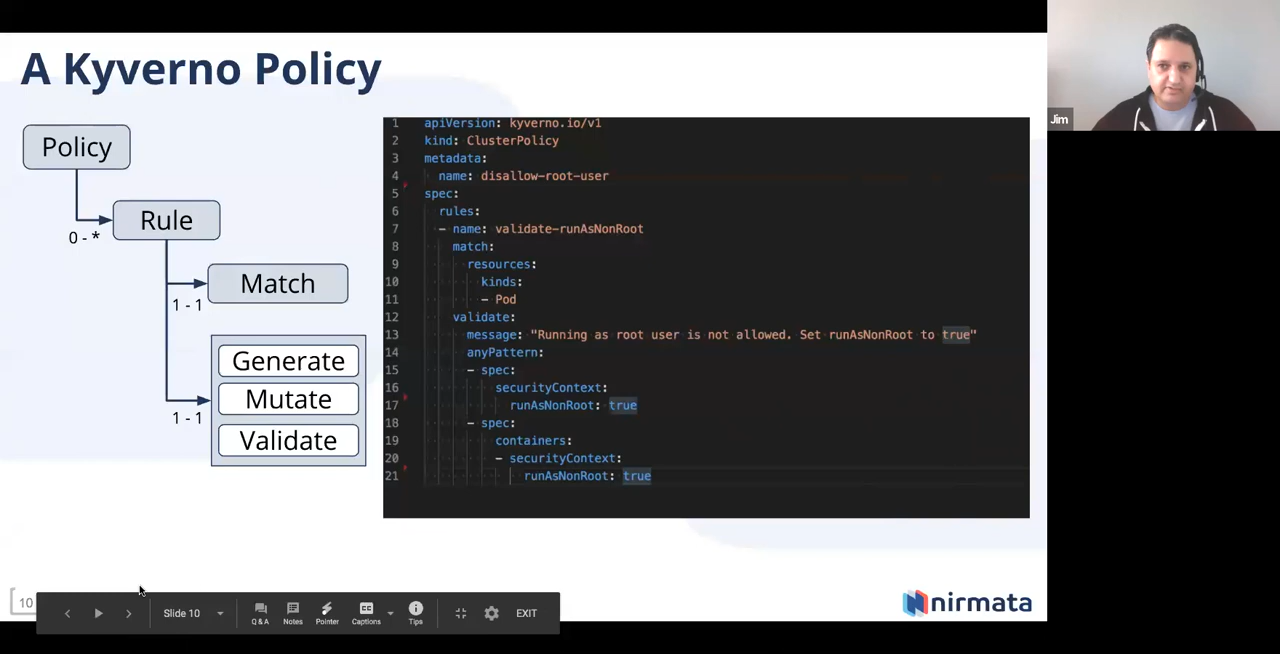 A Kyverno Policy
Jim
Policy
0 - *
Rule
1 - 1
Match
1 - 1
Generate
Mutate
Validate
1 apiVersion: kyverno.io/v1
2 kind: ClusterPolicy
3 metadata:
4 name: disallow-root-user
5 spec:
6 rules:
7 - name: validate-runAsNonRoot
8 match:
9 resources:
10 kinds:
11 - Pod
12 validate:
13 message: "Running as root user is not allowed. Set runAsNonRoot to true"
14 anyPattern:
15 - spec:
16 securityContext:
17 runAsNonRoot: true
18 - spec:
19 containers:
20 - securityContext:
21 runAsNonRoot: true
10
Slide 10
Q & A
Notes
Pointer
Captions
Tips
EXIT
nirmata